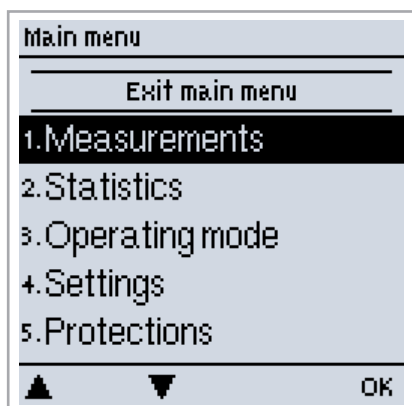 Main menu
Exit main menu
1.Measurements
2.Statistics
3.Operating mode
4.Settings
5.Protections
▲ ▼ OK